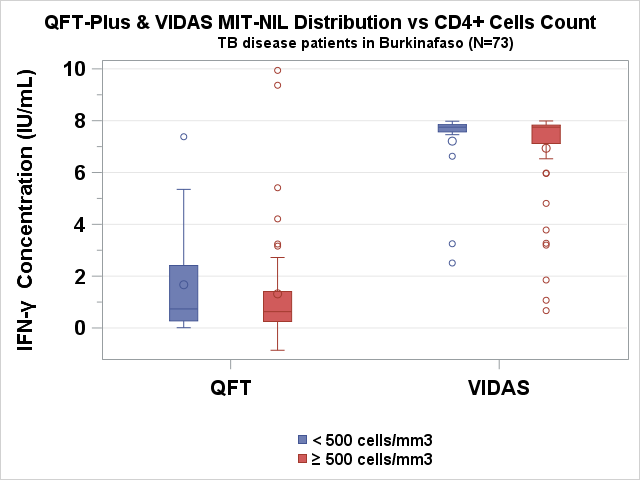 QFT-Plus & VIDAS MIT-NIL Distribution vs CD4+ Cells Count
TB disease patients in Burkinafaso (N=73)
IFN-γ Concentration (IU/mL)
10
8
6
4
2
0
QFT
VIDAS
< 500 cells/mm3
≥ 500 cells/mm3